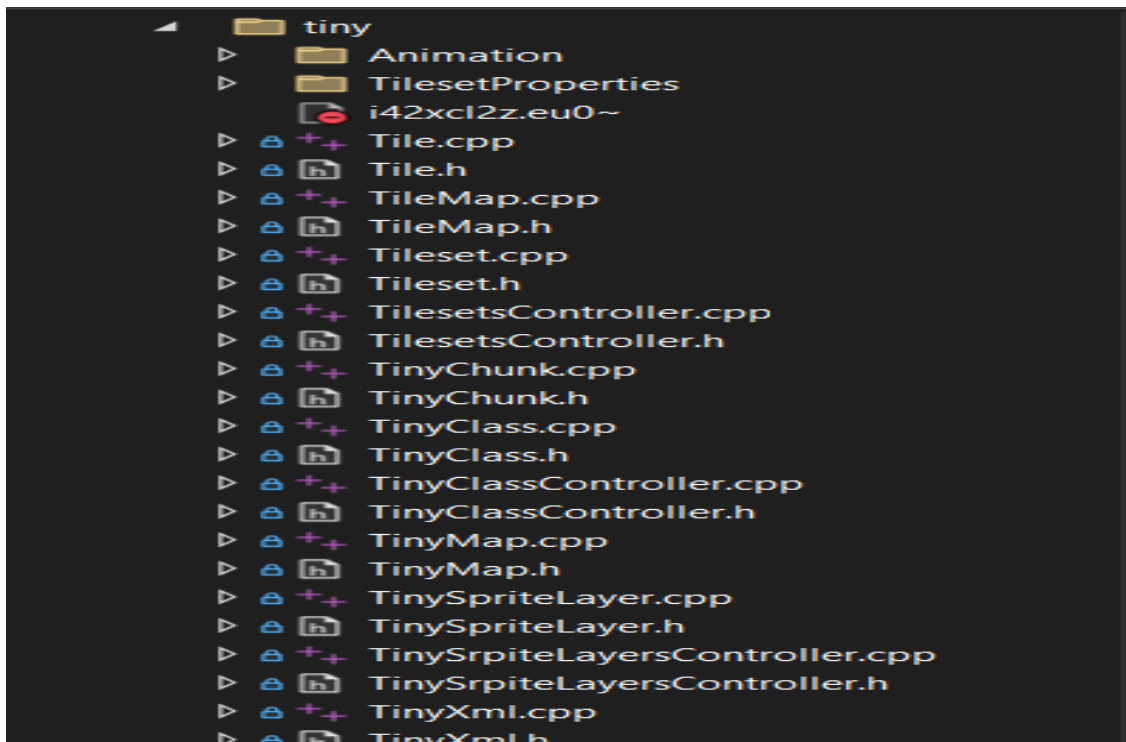 tiny
Animation
TilesetProperties
i42xcl2z.eu0~
Tile.cpp
Tile.h
TileMap.cpp
TileMap.h
Tileset.cpp
Tileset.h
TilesetsController.cpp
TilesetsController.h
TinyChunk.cpp
TinyChunk.h
TinyClass.cpp
TinyClass.h
TinyClassController.cpp
TinyClassController.h
TinyMap.cpp
TinyMap.h
TinySpriteLayer.cpp
TinySpriteLayer.h
TinySrpiteLayersController.cpp
TinySrpiteLayersController.h
TinyXml.cpp
TinyXml.h